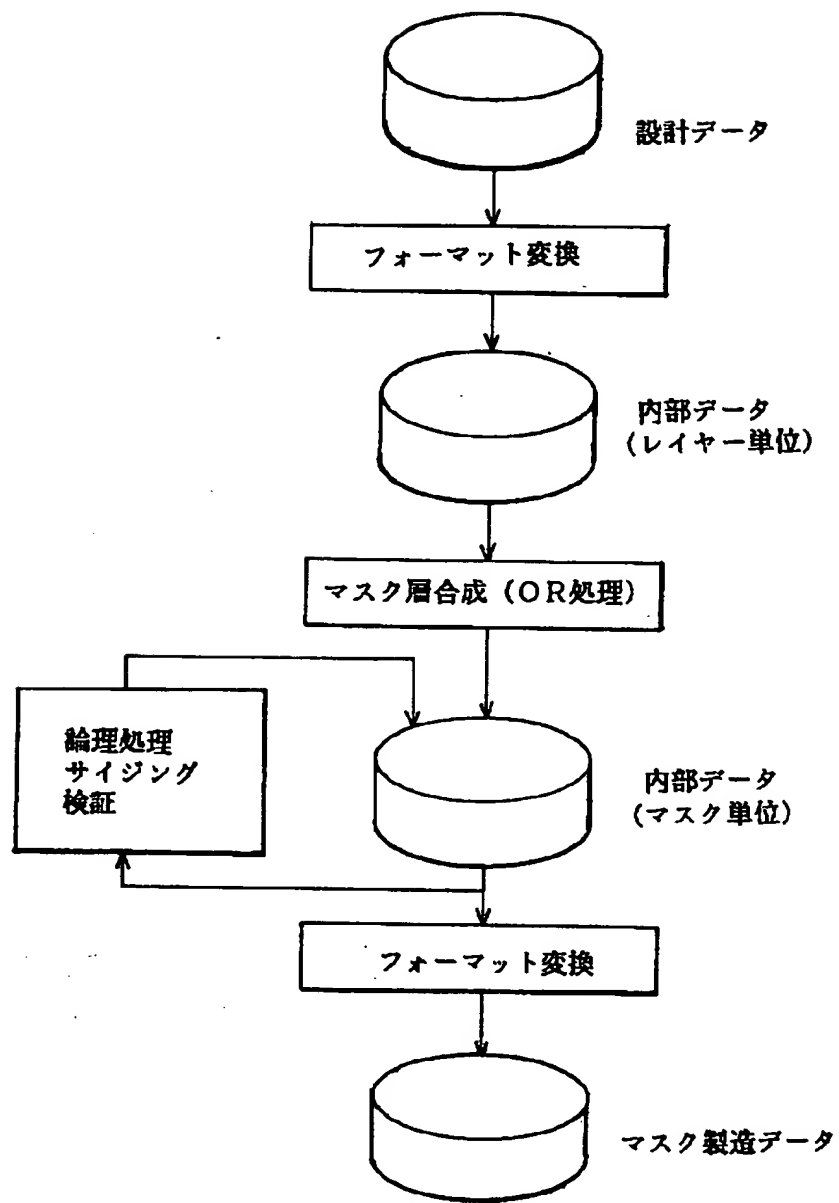 設計データ
フォーマット変換
内部データ
(レイヤー単位)
マスク層合成（OR処理）
論理処理
サイジング
検証
内部データ
(マスク単位)
フォーマット変換
マスク製造データ